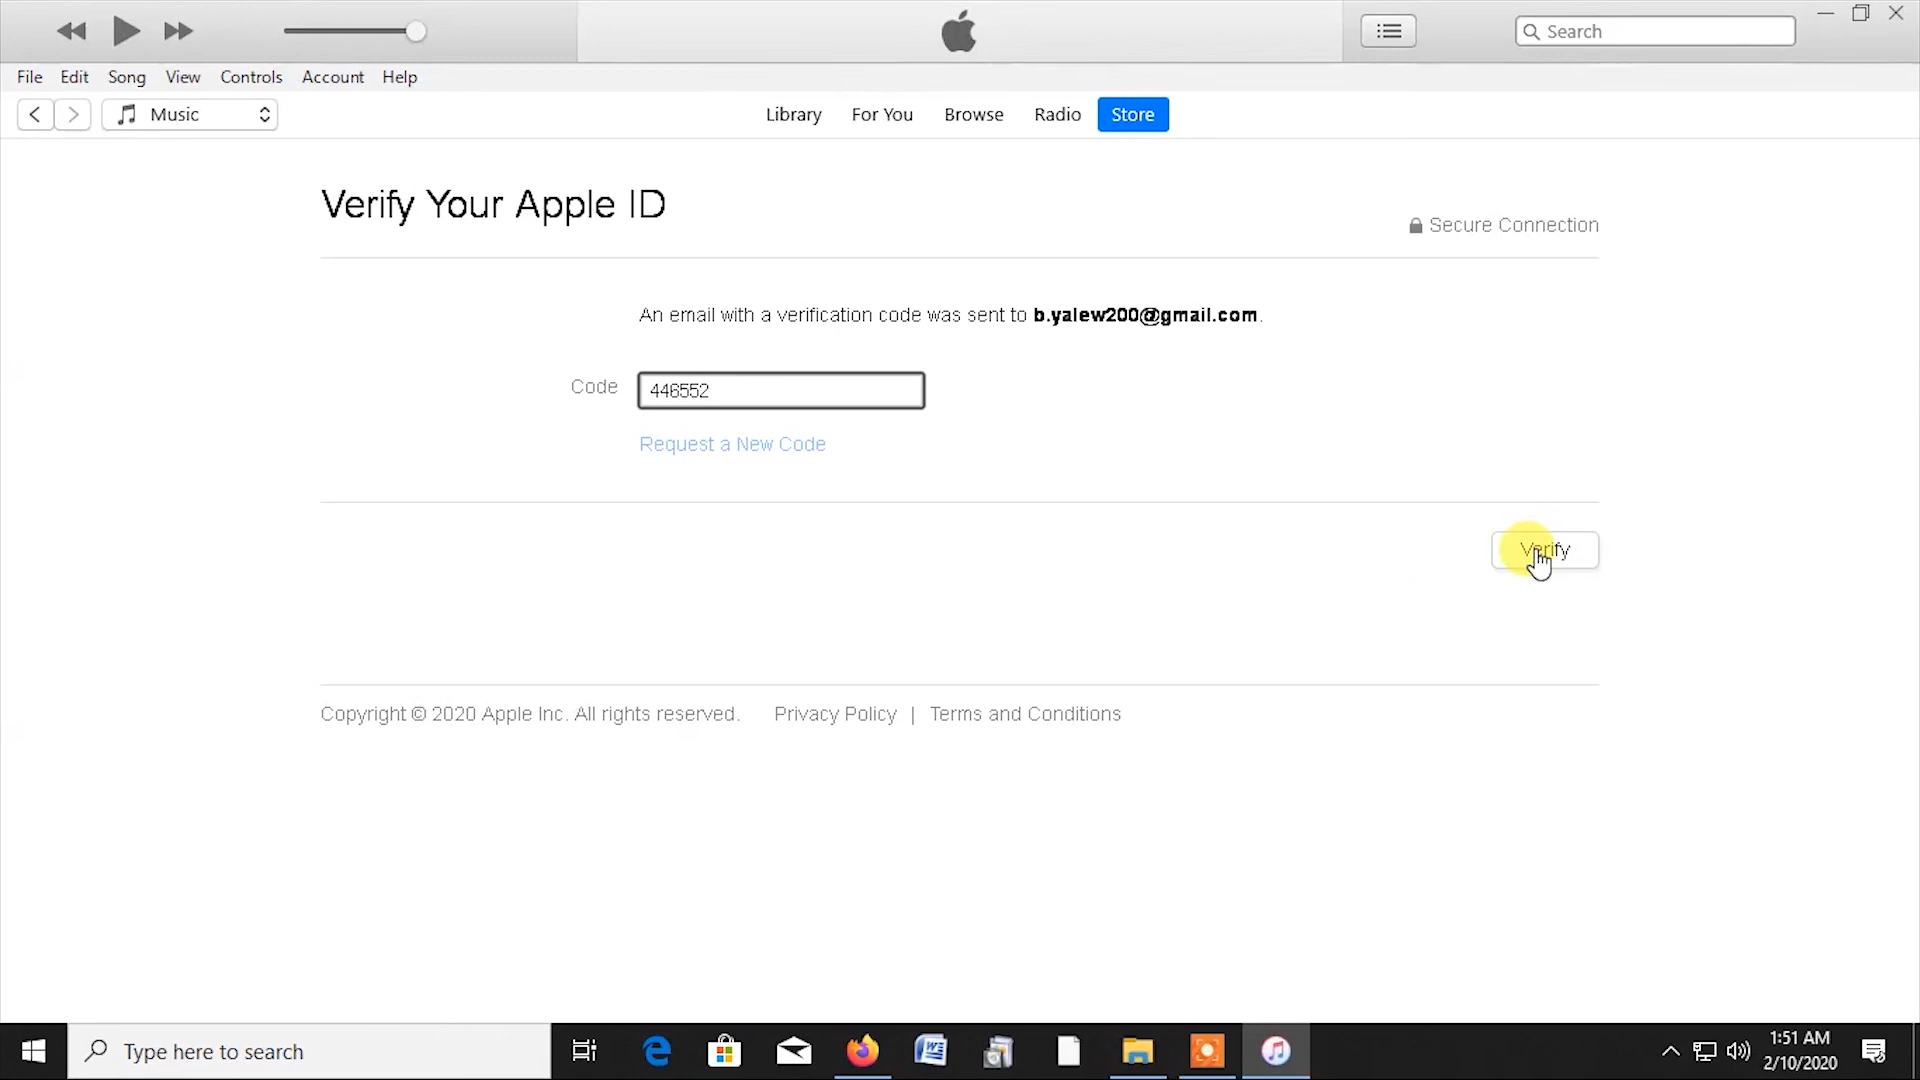 Search
File Edit Song View Controls Account Help
Music
Library For You Browse Radio Store
Verify Your Apple ID
Secure Connection
An email with a verification code was sent to b.yalew200@gmail.com.
Code 446552
Request a New Code
Verify
Copyright © 2020 Apple Inc. All rights reserved. Privacy Policy | Terms and Conditions
Type here to search
1:51 AM
2/10/2020